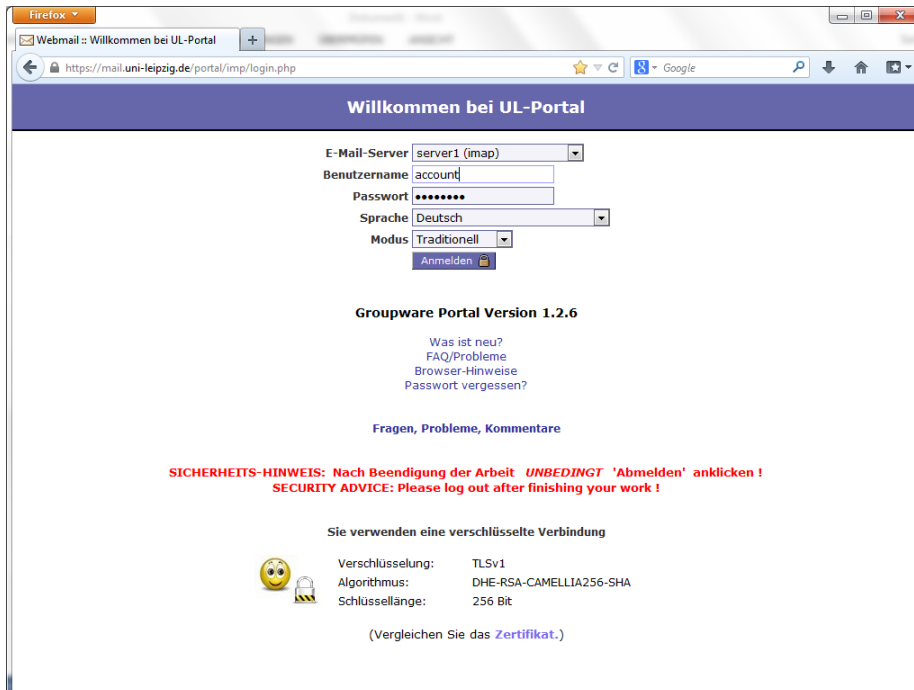 Firefox
Webmail :: Willkommen bei UL-Portal
https://mail.uni-leipzig.de/portal/imp/login.php
Google
Willkommen bei UL-Portal
E-Mail-Server server1 (imap)
Benutzername account
Passwort ••••••••
Sprache Deutsch
Modus Traditionell
Anmelden
Groupware Portal Version 1.2.6
Was ist neu?
FAQ/Probleme
Browser-Hinweise
Passwort vergessen?
Fragen, Probleme, Kommentare
SICHERHEITS-HINWEIS: Nach Beendigung der Arbeit UNBEDINGT 'Abmelden' anklicken !
SECURITY ADVICE: Please log out after finishing your work !
Sie verwenden eine verschlüsselte Verbindung
Verschlüsselung: TLSv1
Algorithmus: DHE-RSA-CAMELLIA256-SHA
Schlüssellänge: 256 Bit
(Vergleichen Sie das Zertifikat.)